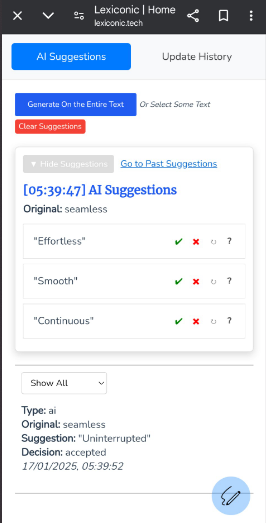 Lexiconic | Home
lexiconic.tech
AI Suggestions Update History
Generate On the Entire Text Or Select Some Text
Clear Suggestions
▼ Hide Suggestions Go to Past Suggestions
[05:39:47] AI Suggestions
Original: seamless
"Effortless" ✔ ✖ ↻ ?
"Smooth" ✔ ✖ ↻ ?
"Continuous" ✔ ✖ ↻ ?
Show All
Type: ai
Original: seamless
Suggestion: "Uninterrupted"
Decision: accepted
17/01/2025, 05:39:52